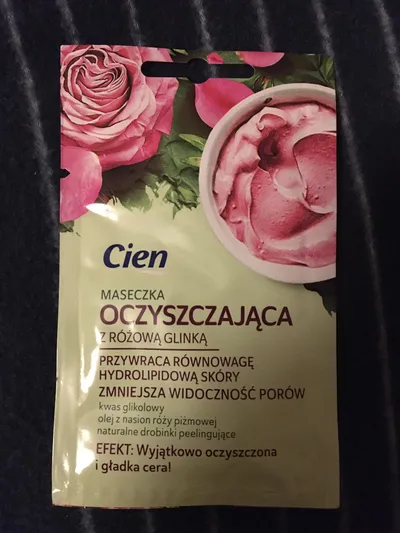 Cien
MASECZKA
OCZYSZCZAJĄCA
Z RÓŻOWĄ GLINKĄ
PRZYWRACA RÓWNOWAGĘ
HYDROLIPIDOWĄ SKÓRY
ZMNIEJSZA WIDOCZNOŚĆ PORÓW
kwas glikolowy
olej z nasion róży piżmowej
naturalne drobinki peelingujące
EFEKT: Wyjątkowo oczyszczona
i gładka cera!